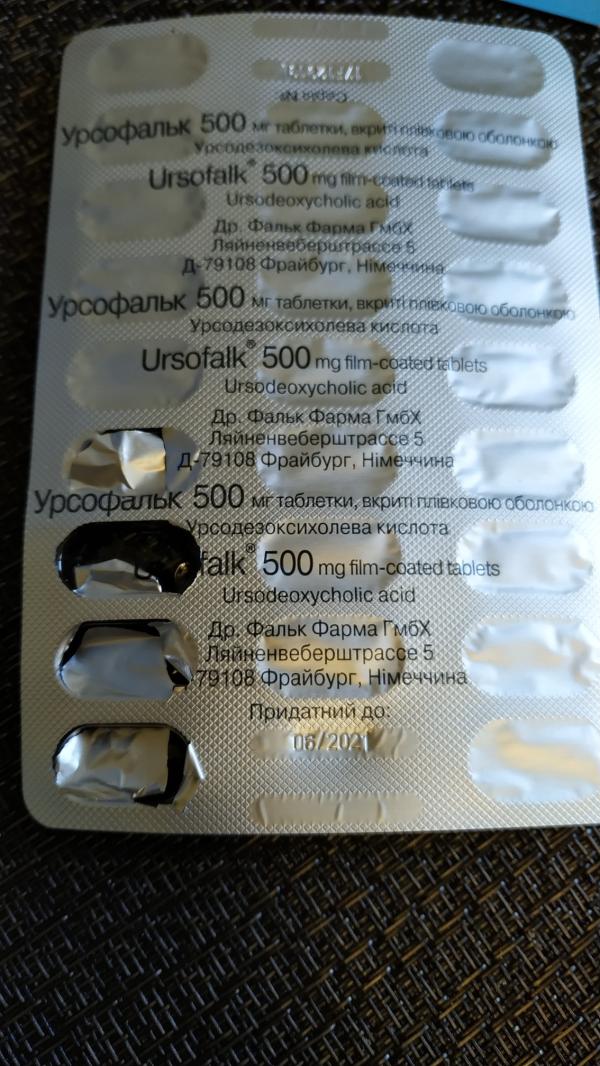 Серія №:
Урсофальк 500 мг таблетки, вкриті плівковою оболонкою
Урсодезоксихолева кислота
Ursofalk® 500 mg film-coated tablets
Ursodeoxycholic acid
Др. Фальк Фарма ГмбХ
Ляйненвеберштрассе 5
Д-79108 Фрайбург, Німеччина
Урсофальк 500 мг таблетки, вкриті плівковою оболонкою
Урсодезоксихолева кислота
Ursofalk® 500 mg film-coated tablets
Ursodeoxycholic acid
Др. Фальк Фарма ГмбХ
Ляйненвеберштрассе 5
Д-79108 Фрайбург, Німеччина
Урсофальк 500 мг таблетки, вкриті плівковою оболонкою
Урсодезоксихолева кислота
Ursofalk® 500 mg film-coated tablets
Ursodeoxycholic acid
Др. Фальк Фарма ГмбХ
Ляйненвеберштрассе 5
79108 Фрайбург, Німеччина
Придатний до:
06/2021